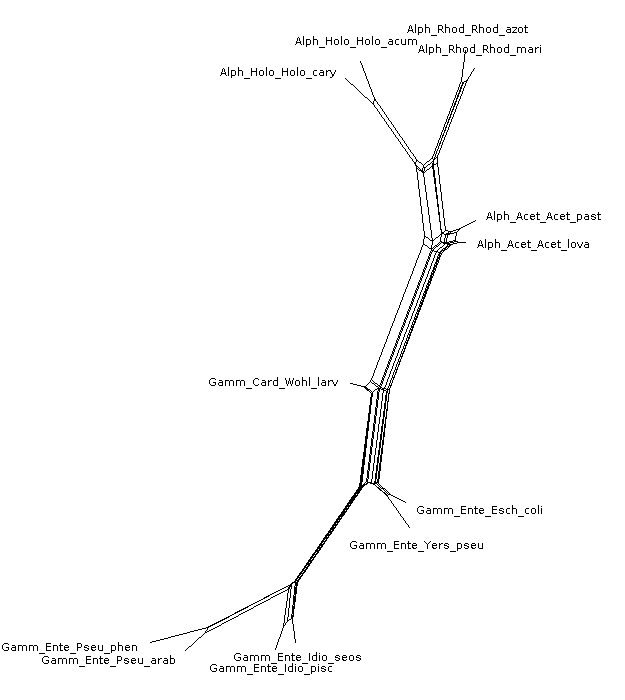 Alph_Rhod_Rhod_azot
Alph_Holo_Holo_acum
Alph_Rhod_Rhod_mari
Alph_Holo_Holo_cary
Alph_Acet_Acet_past
Alph_Acet_Acet_lova
Gamm_Card_Wohl_larv
Gamm_Ente_Esch_coli
Gamm_Ente_Yers_pseu
Gamm_Ente_Pseu_phen
Gamm_Ente_Idio_seos
Gamm_Ente_Pseu_arab
Gamm_Ente_Idio_pisc